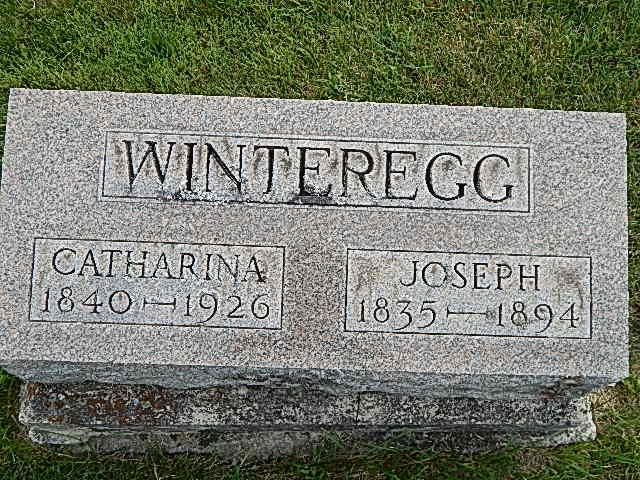 WINTEREGG
CATHARINA
1840 — 1926
JOSEPH
1835 — 1894